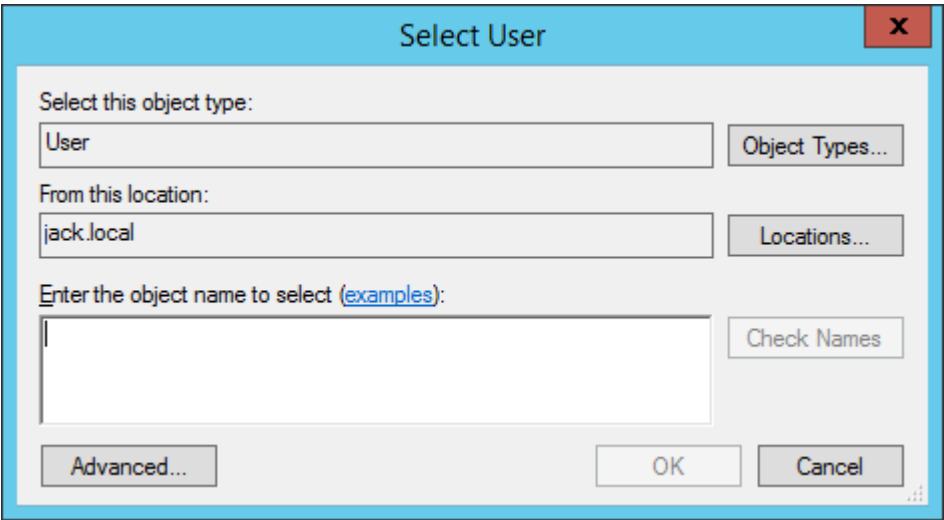 Select User
x
Select this object type:
User
Object Types...
From this location:
jack.local
Locations...
Enter the object name to select (examples):
Check Names
Advanced...
OK
Cancel